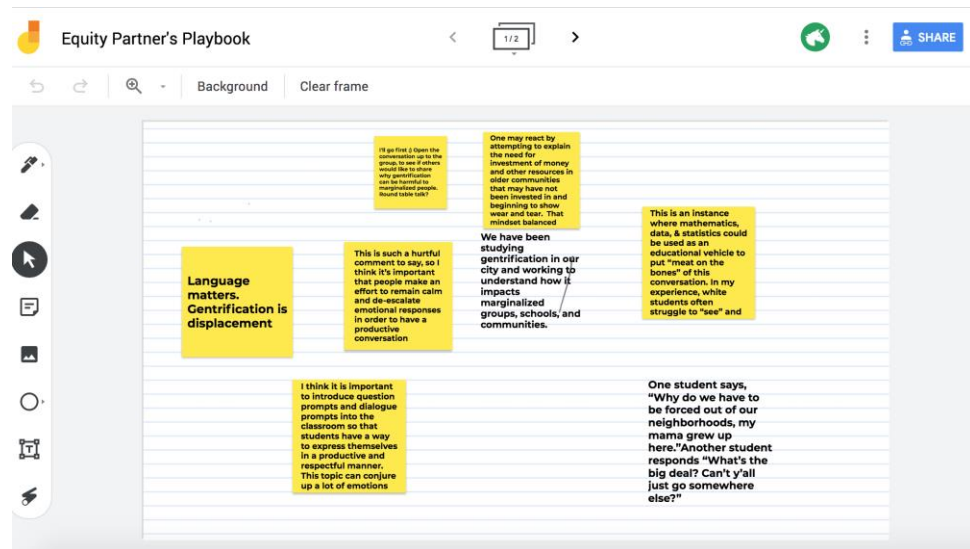 Equity Partner's Playbook
1/2
SHARE
Background
Clear frame
I'll go first ;) Open the
conversation up to the
group, to see if others
would like to share
why gentrification
can be harmful to
marginalized people.
Round table talk?
One may react by
attempting to explain
the need for
investment of money
and other resources in
older communities
that may have not
been invested in and
beginning to show
wear and tear. That
mindset balanced
We have been
studying
gentrification in our
city and working to
understand how it
impacts
marginalized
groups, schools, and
communities.
This is an instance
where mathematics,
data, & statistics could
be used as an
educational vehicle to
put "meat on the
bones" of this
conversation. In my
experience, white
students often
struggle to "see" and
Language
matters.
Gentrification is
displacement
This is such a hurtful
comment to say, so I
think it's important
that people make an
effort to remain calm
and de-escalate
emotional responses
in order to have a
productive
conversation
I think it is important
to introduce question
prompts and dialogue
prompts into the
classroom so that
students have a way
to express themselves
in a productive and
respectful manner.
This topic can conjure
up a lot of emotions
One student says,
"Why do we have to
be forced out of our
neighborhoods, my
mama grew up
here."Another student
responds "What's the
big deal? Can't y'all
just go somewhere
else?"